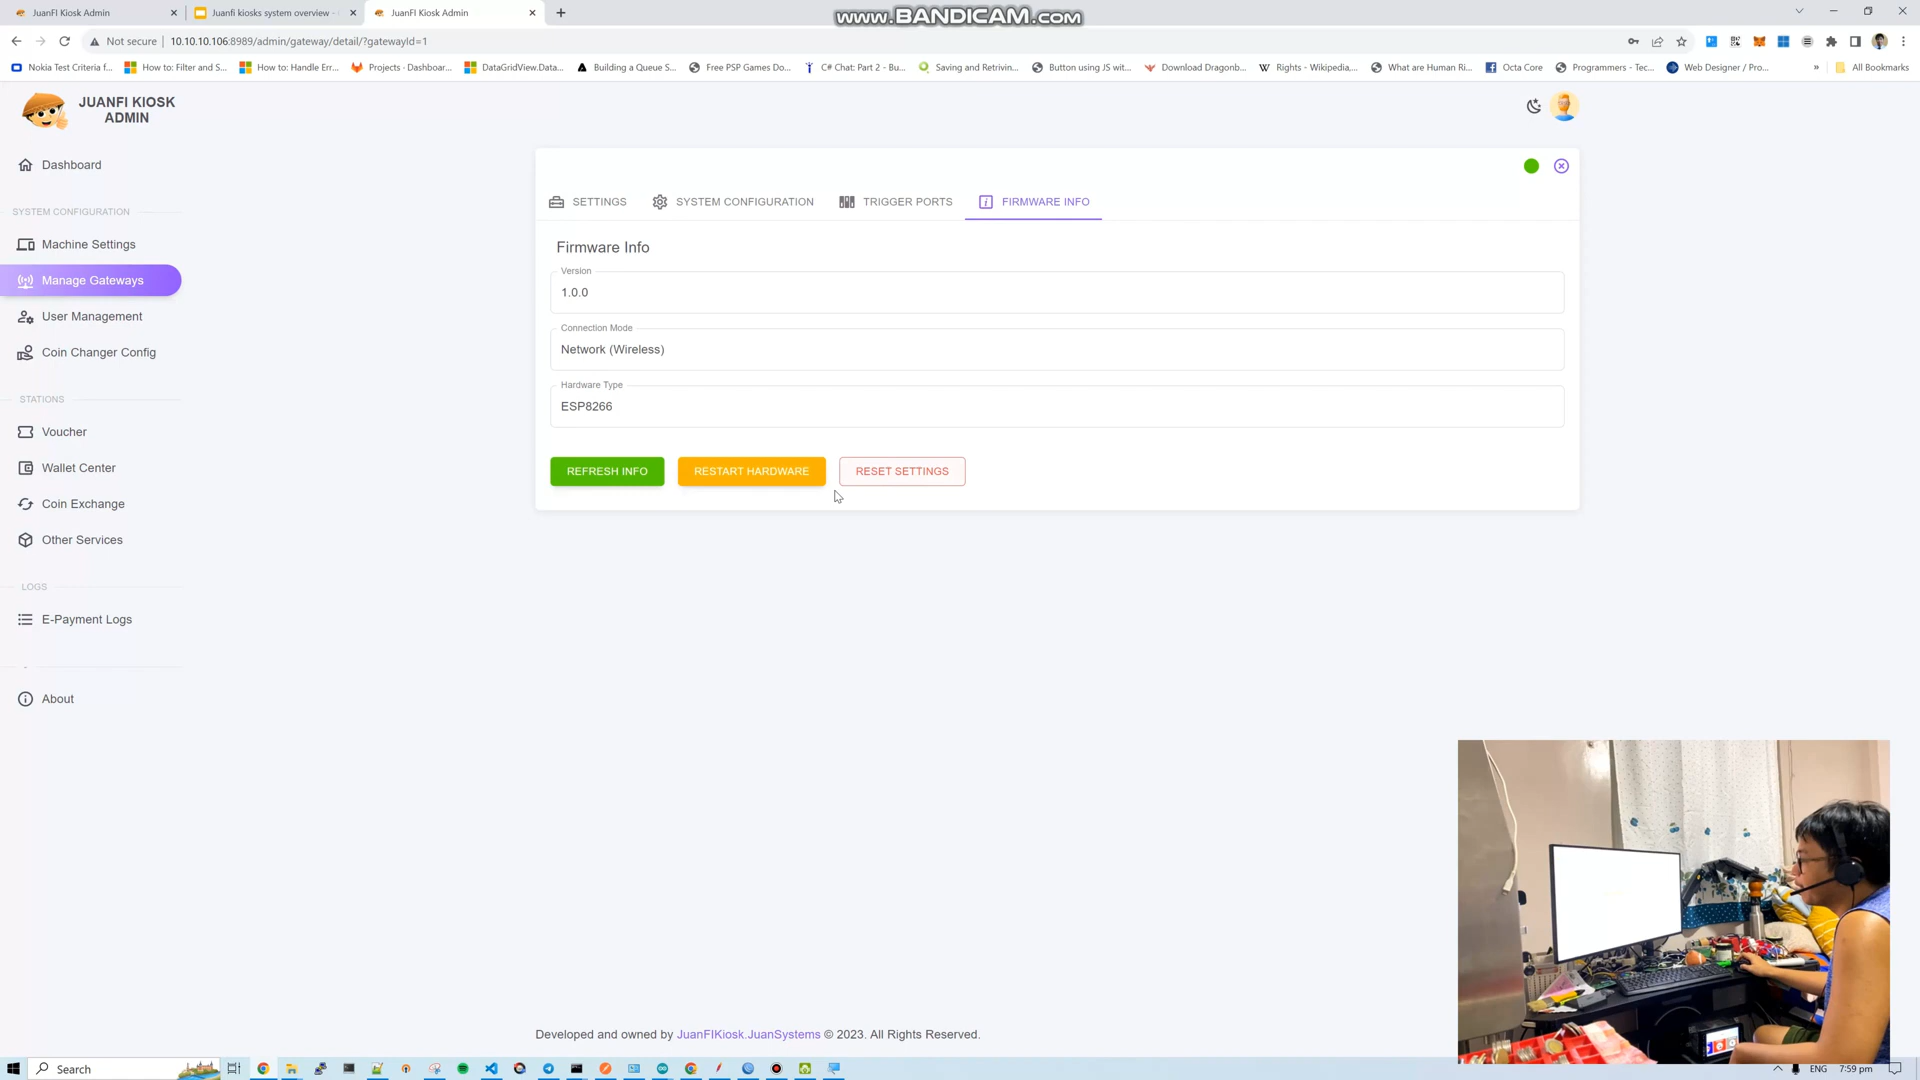 JuanFI Kiosk Admin
Juanfi kiosks system overview -
JuanFI Kiosk Admin
www.BANDICAM.com
Not secure
10.10.10.106:8989/admin/gateway/detail/?gatewayId=1
Nokia Test Criteria f...
How to: Filter and S...
How to: Handle Err...
Projects · Dashboar...
DataGridView.Data...
Building a Queue S...
Free PSP Games Do...
C# Chat: Part 2 - Bu...
Saving and Retrivin...
Button using JS wit...
Download Dragonb...
Rights - Wikipedia,...
What are Human Ri...
Octa Core
Programmers - Tec...
Web Designer / Pro...
»
All Bookmarks
JUANFI KIOSK
ADMIN
Dashboard
SYSTEM CONFIGURATION
Machine Settings
Manage Gateways
User Management
Coin Changer Config
STATIONS
Voucher
Wallet Center
Coin Exchange
Other Services
LOGS
E-Payment Logs
About
SETTINGS
SYSTEM CONFIGURATION
TRIGGER PORTS
FIRMWARE INFO
Firmware Info
Version
1.0.0
Connection Mode
Network (Wireless)
Hardware Type
ESP8266
REFRESH INFO
RESTART HARDWARE
RESET SETTINGS
Developed and owned by JuanFIKiosk.JuanSystems © 2023. All Rights Reserved.
Search
ENG
7:59 pm